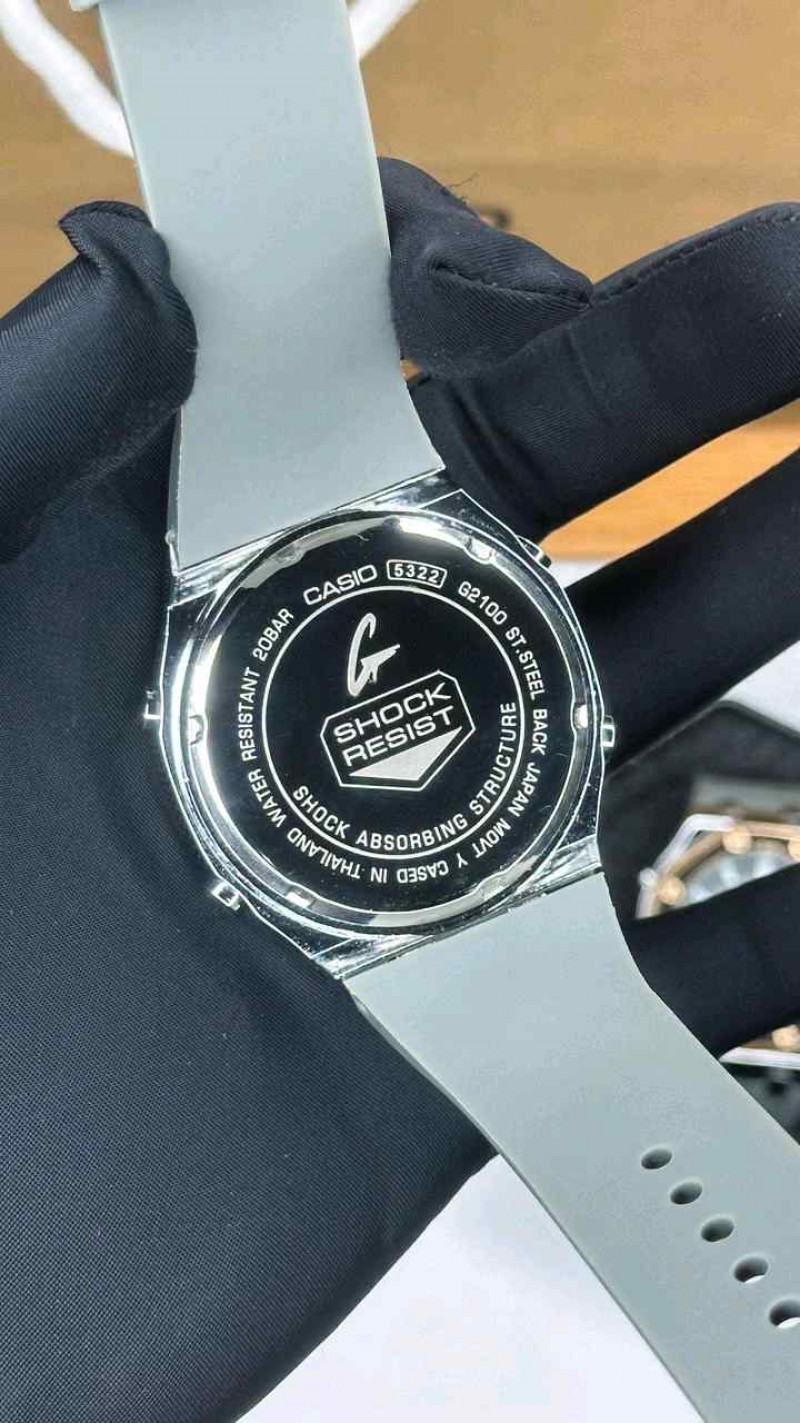 CASIO 5322 G2100 ST.STEEL BACK JAPAN MOVT Y CASED IN THAILAND WATER RESISTANT 20BAR
G
SHOCK
RESIST
SHOCK ABSORBING STRUCTURE